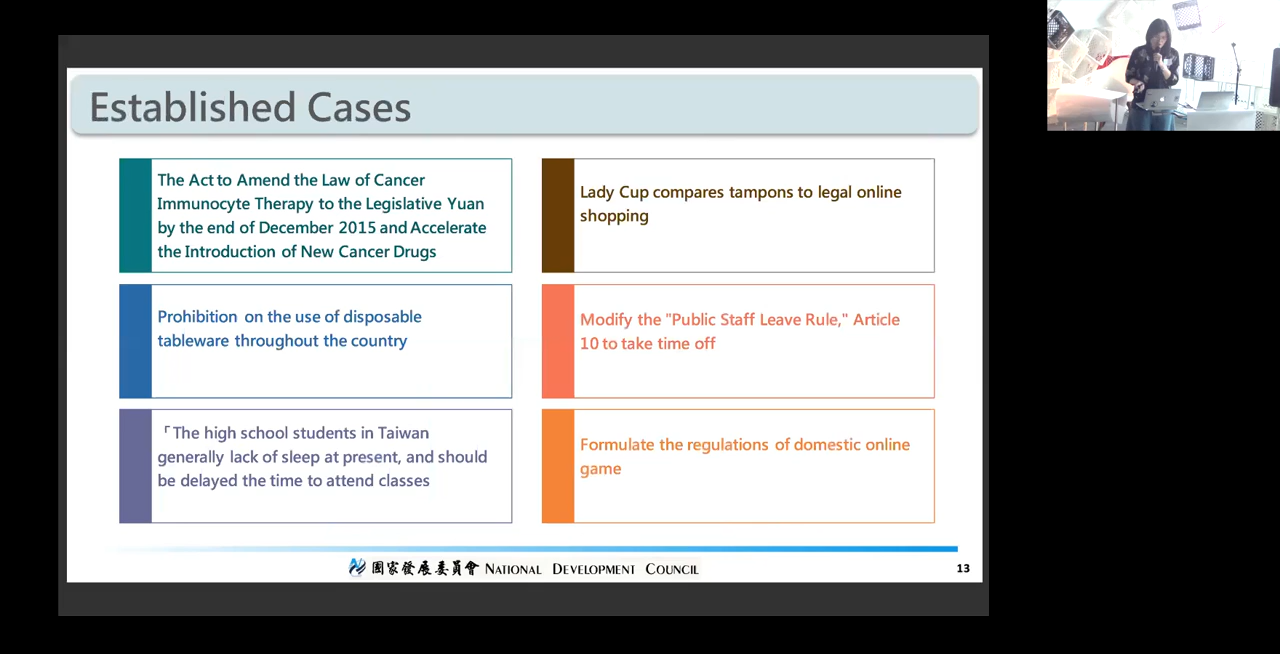 Established Cases
The Act to Amend the Law of Cancer
Immunocyte Therapy to the Legislative Yuan
by the end of December 2015 and Accelerate
the Introduction of New Cancer Drugs
Lady Cup compares tampons to legal online
shopping
Prohibition on the use of disposable
tableware throughout the country
Modify the "Public Staff Leave Rule," Article
10 to take time off
「The high school students in Taiwan
generally lack of sleep at present, and should
be delayed the time to attend classes
Formulate the regulations of domestic online
game
國家發展委員會 NATIONAL DEVELOPMENT COUNCIL
13